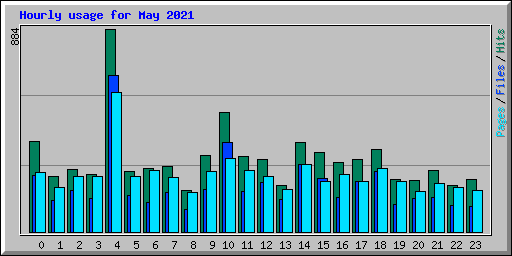 Hourly usage for May 2021
884
Pages / Files / Hits
0 1 2 3 4 5 6 7 8 9 10 11 12 13 14 15 16 17 18 19 20 21 22 23